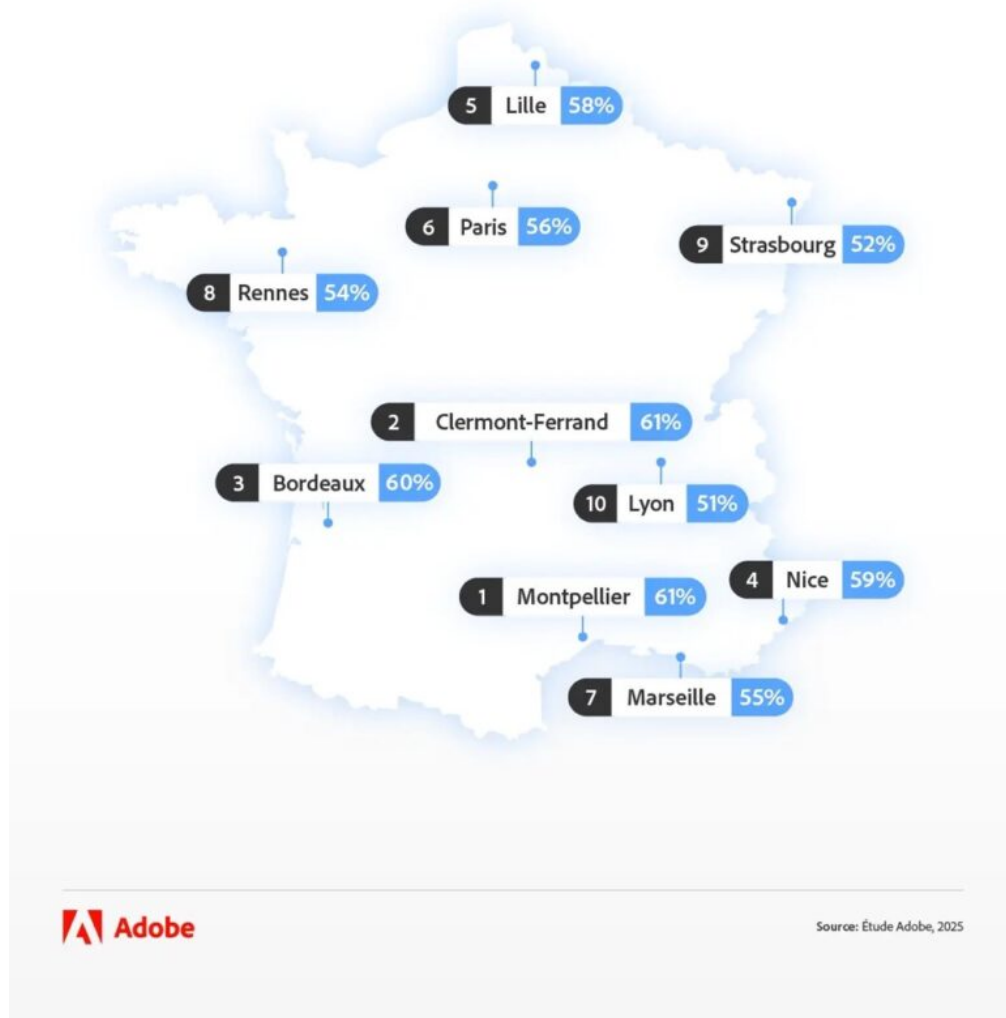 5 Lille 58%
6 Paris 56%
9 Strasbourg 52%
8 Rennes 54%
2 Clermont-Ferrand 61%
3 Bordeaux 60%
10 Lyon 51%
4 Nice 59%
1 Montpellier 61%
7 Marseille 55%
Adobe
Source: Étude Adobe, 2025